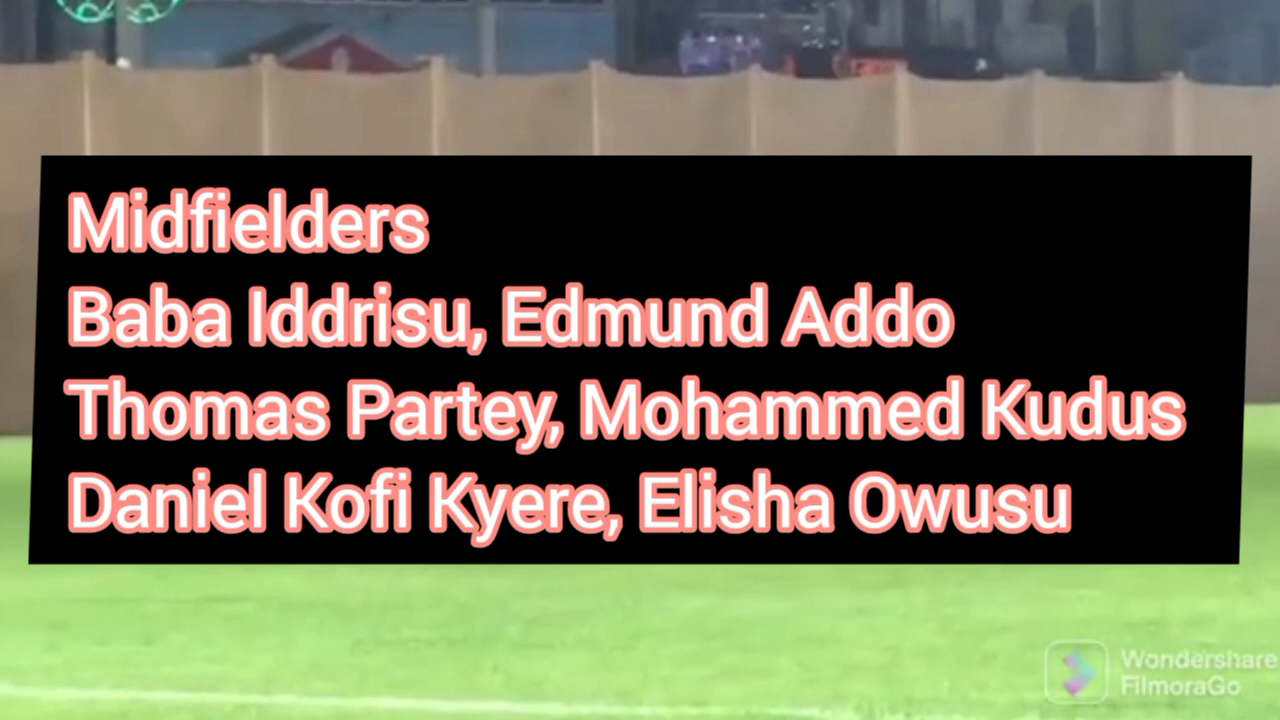 Midfielders
Baba Iddrisu, Edmund Addo
Thomas Partey, Mohammed Kudus
Daniel Kofi Kyere, Elisha Owusu
Wondershare
FilmoraGo